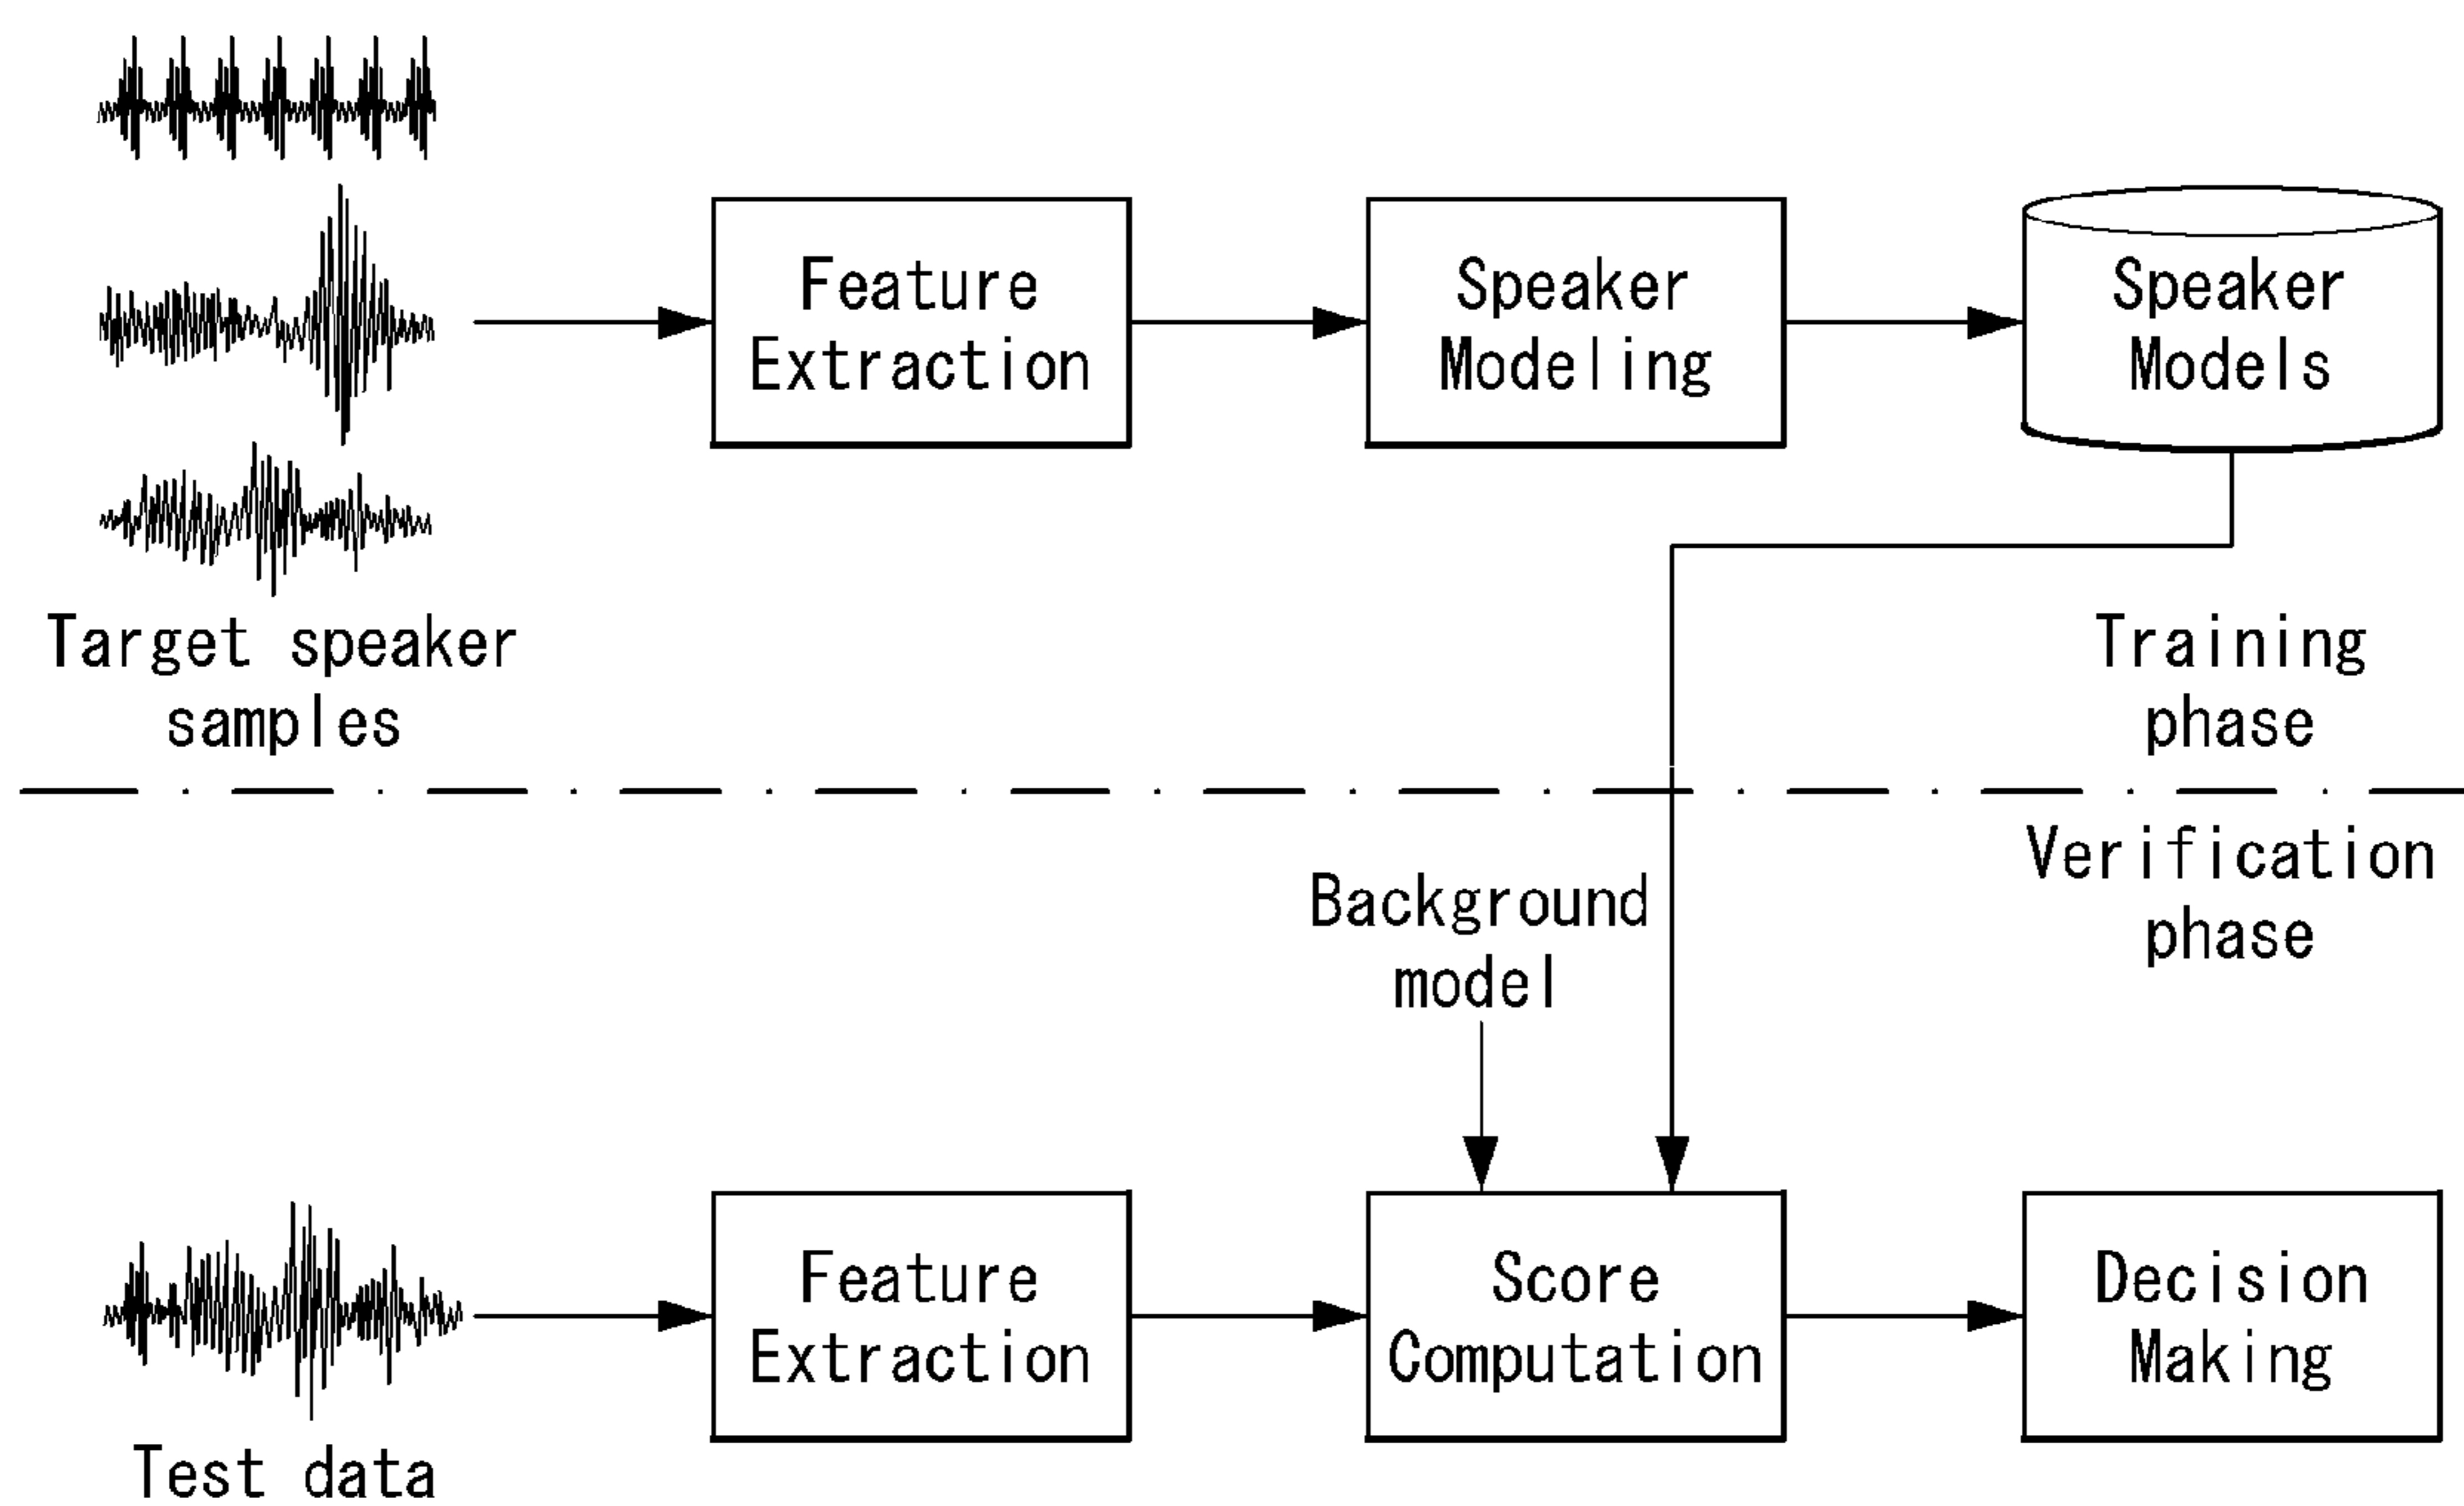 Feature
Extraction
Speaker
Modeling
Speaker
Models
Target speaker
samples
Training
phase
Verification
phase
Background
model
Feature
Extraction
Score
Computation
Decision
Making
Test data